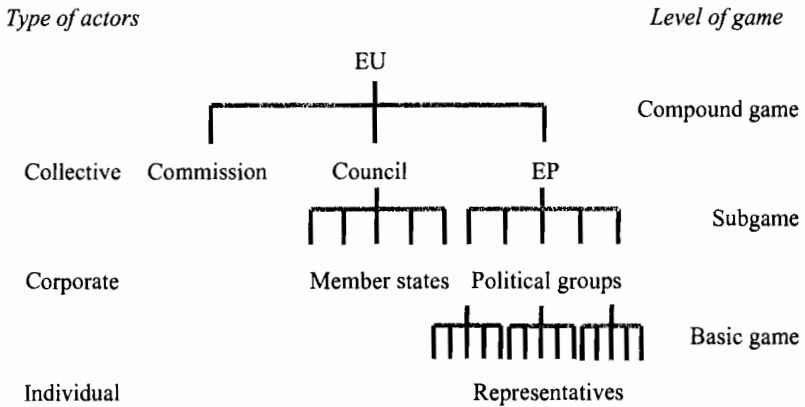 Type of actors Level of game
EU
Compound game
Collective Commission Council EP
Subgame
Corporate Member states Political groups
Basic game
Individual Representatives